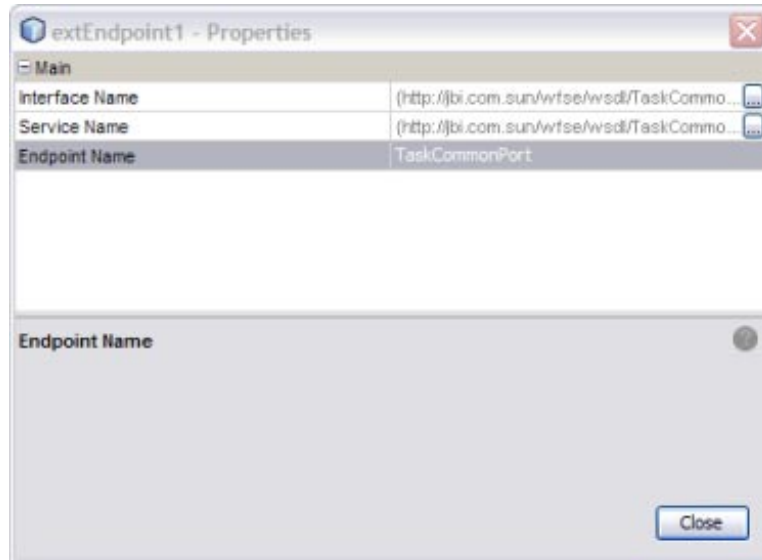 extEndpoint1 - Properties
Main
Interface Name (http://jbi.com.sun/wfse/wsdl/TaskCommo... ...
Service Name (http://jbi.com.sun/wfse/wsdl/TaskCommo... ...
Endpoint Name TaskCommonPort
Endpoint Name
?
Close